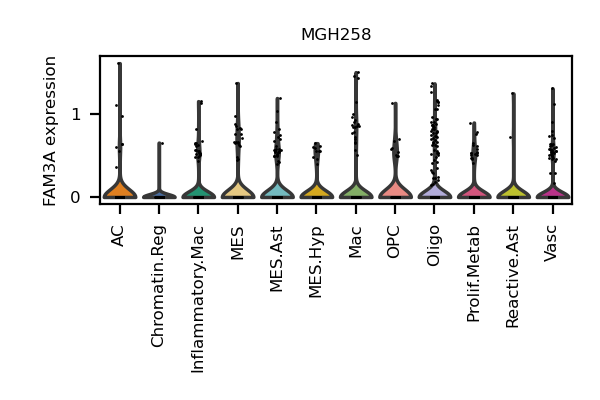 MGH258
FAM3A expression
1
0
AC
Chromatin.Reg
Inflammatory.Mac
MES
MES.Ast
MES.Hyp
Mac
OPC
Oligo
Prolif.Metab
Reactive.Ast
Vasc